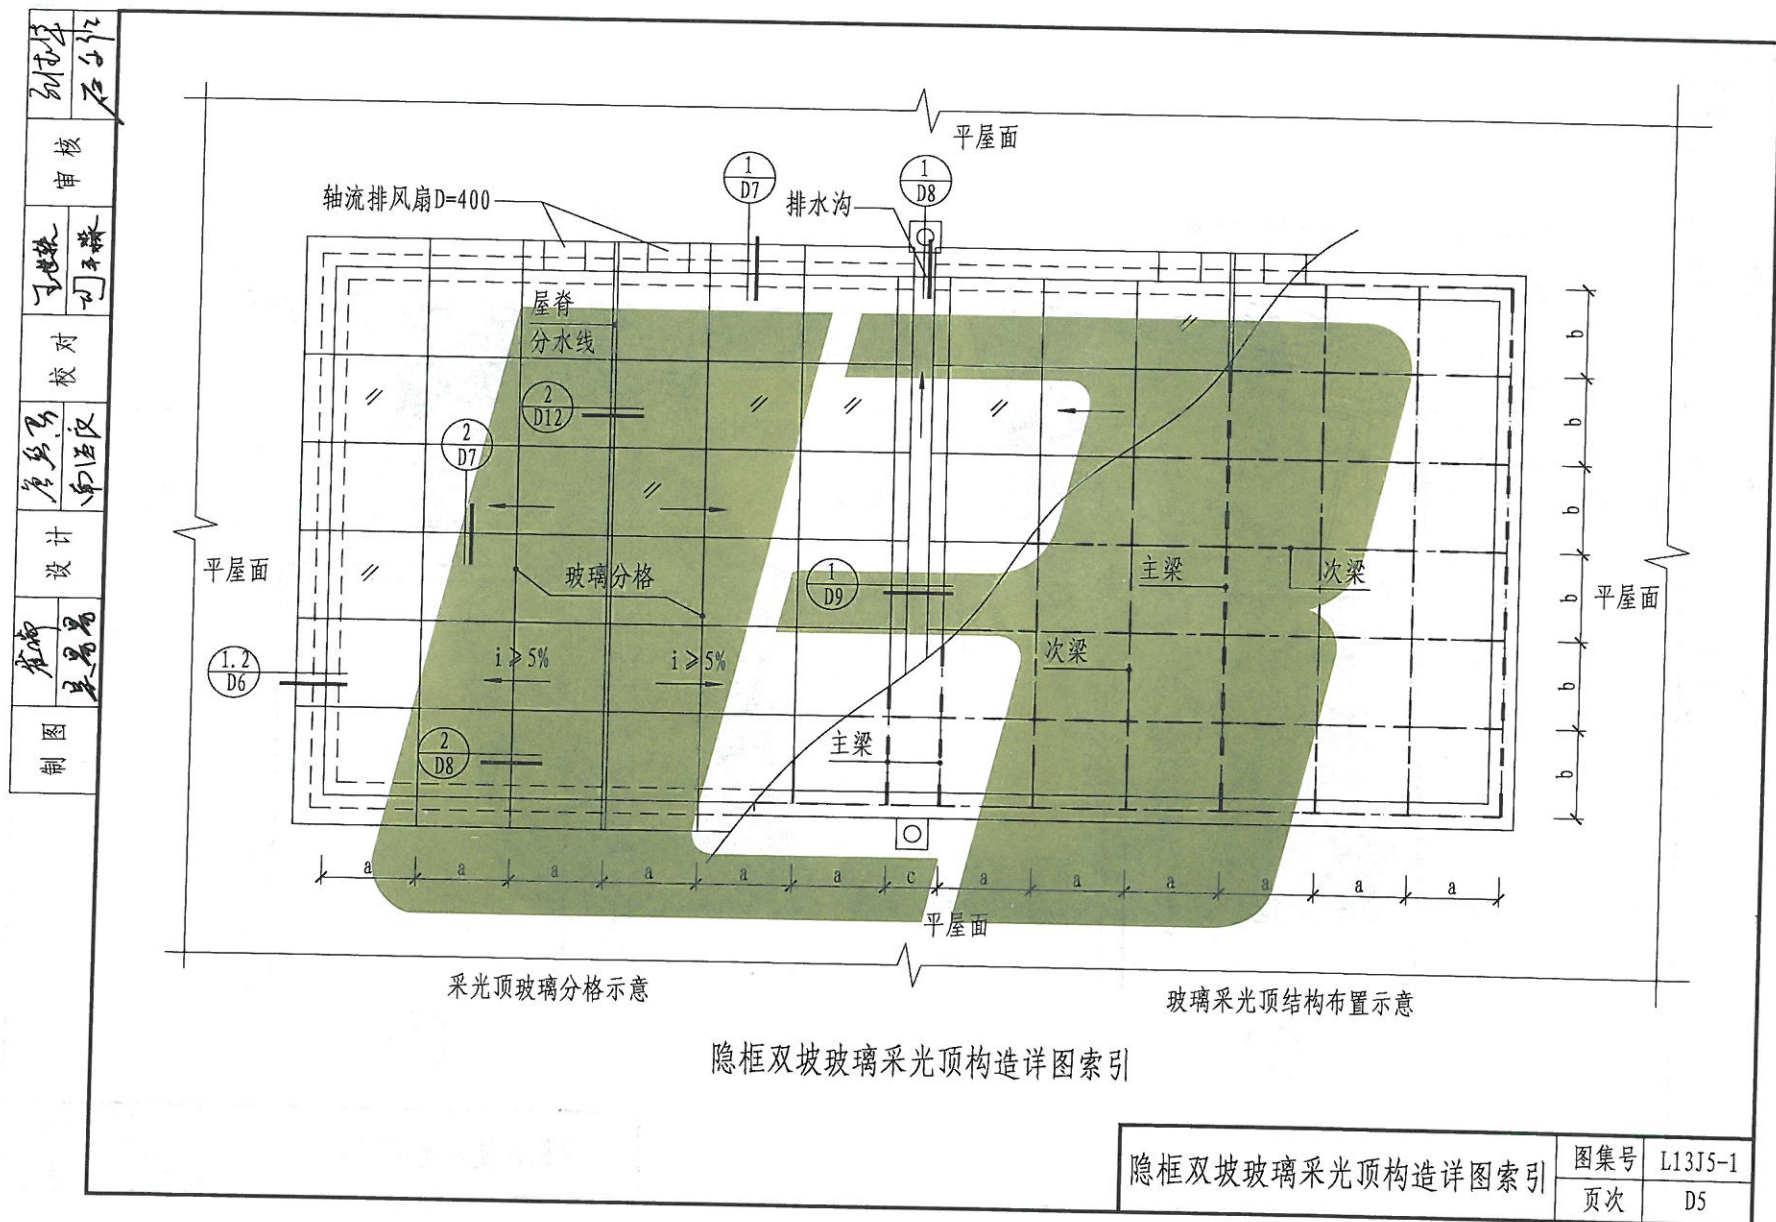 审核
校对
设计
制图
平屋面
1
D7
1
D8
轴流排风扇D=400
排水沟
屋脊
分水线
2
D12
2
D7
平屋面
玻璃分格
1
D9
主梁
次梁
平屋面
1.2
D6
i≥5%
i≥5%
次梁
2
D8
主梁
b
b
b
b
b
b
a
a
a
a
a
a
c
a
a
a
a
a
a
平屋面
采光顶玻璃分格示意
玻璃采光顶结构布置示意
隐框双坡玻璃采光顶构造详图索引
隐框双坡玻璃采光顶构造详图索引
图集号
L13J5-1
页次
D5